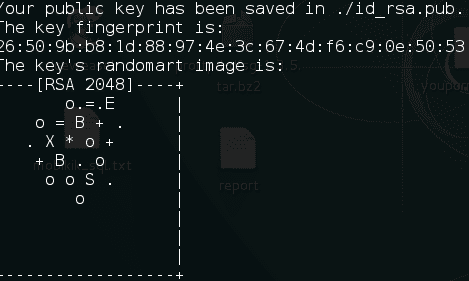 Your public key has been saved in ./id_rsa.pub.
The key fingerprint is:
26:50:9b:b8:1d:88:97:4e:3c:67:4d:f6:c9:0e:50:53
The key's randomart image is:
----[RSA 2048]----+
o.=.E |
o = B + . |
. X * o + |
+ B . o |
o o S . |
o |
|
|
|
------------------+
tar.bz2
report